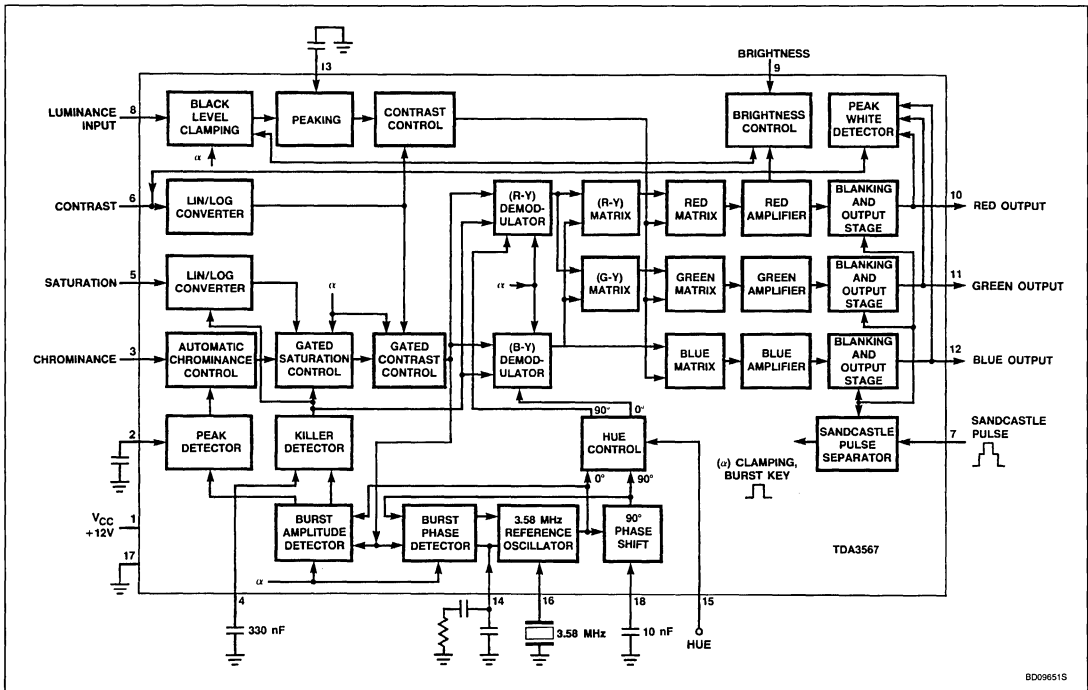 13
BRIGHTNESS
9
LUMINANCE
INPUT
8
BLACK
LEVEL
CLAMPING
PEAKING
CONTRAST
CONTROL
BRIGHTNESS
CONTROL
PEAK
WHITE
DETECTOR
α
CONTRAST
6
LIN/LOG
CONVERTER
(R-Y)
DEMOD-
ULATOR
(R-Y)
MATRIX
RED
MATRIX
RED
AMPLIFIER
BLANKING
AND
OUTPUT
STAGE
10
RED OUTPUT
SATURATION
5
LIN/LOG
CONVERTER
α
α
(G-Y)
MATRIX
GREEN
MATRIX
GREEN
AMPLIFIER
BLANKING
AND
OUTPUT
STAGE
11
GREEN OUTPUT
CHROMINANCE
3
AUTOMATIC
CHROMINANCE
CONTROL
GATED
SATURATION
CONTROL
GATED
CONTRAST
CONTROL
(B-Y)
DEMOD-
ULATOR
BLUE
MATRIX
BLUE
AMPLIFIER
BLANKING
AND
OUTPUT
STAGE
12
BLUE OUTPUT
90°
0°
2
PEAK
DETECTOR
KILLER
DETECTOR
HUE
CONTROL
SANDCASTLE
PULSE
SEPARATOR
7
SANDCASTLE
PULSE
(α) CLAMPING,
BURST KEY
0°
90°
VCC
+12V
1
BURST
AMPLITUDE
DETECTOR
BURST
PHASE
DETECTOR
3.58 MHz
REFERENCE
OSCILLATOR
90°
PHASE
SHIFT
TDA3567
17
α
4
14
16
18
15
330 nF
3.58 MHz
10 nF
HUE
BD09651S